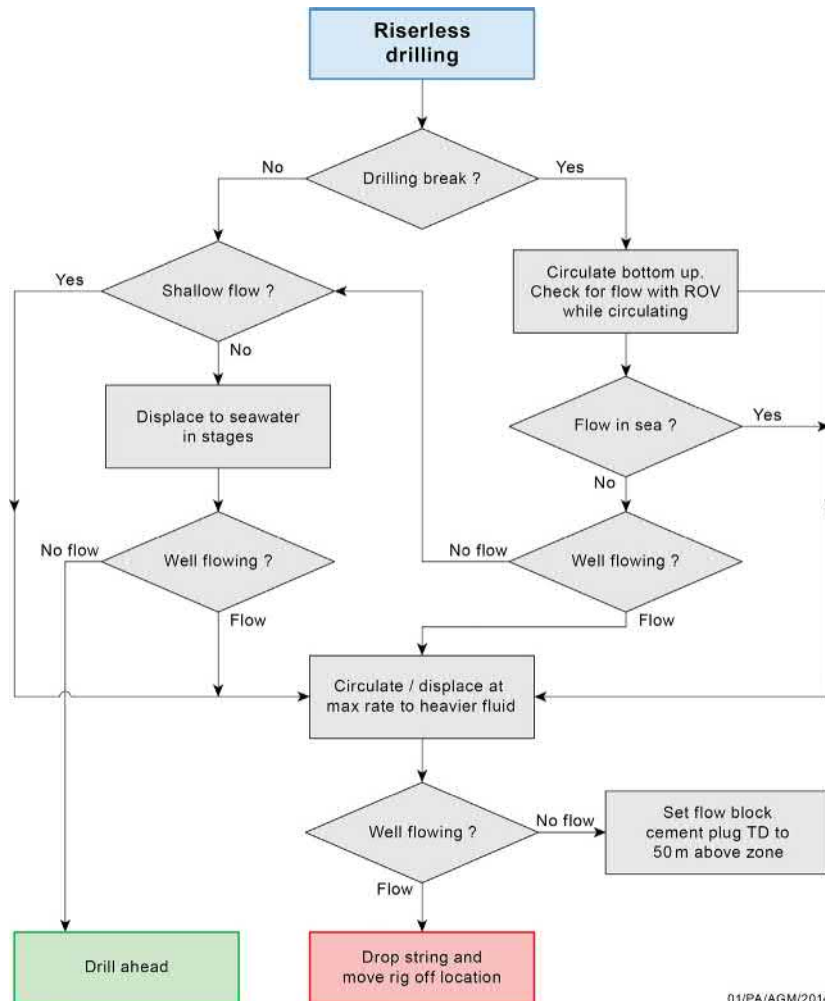 Riserless
drilling
Drilling break ?
No
Yes
Shallow flow ?
Yes
No
Circulate bottom up.
Check for flow with ROV
while circulating
Displace to seawater
in stages
Flow in sea ?
Yes
No
Well flowing ?
No flow
Flow
Well flowing ?
No flow
Flow
Circulate / displace at
max rate to heavier fluid
Well flowing ?
No flow
Flow
Set flow block
cement plug TD to
50 m above zone
Drill ahead
Drop string and
move rig off location